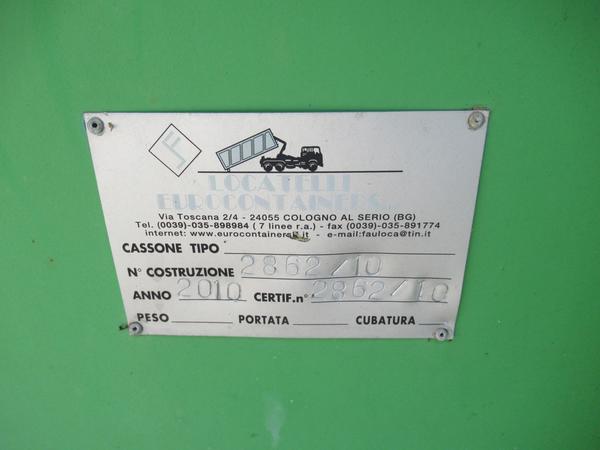 LOCATELLI
EUROCONTAINERS
Via Toscana 2/4 - 24055 COLOGNO AL SERIO (BG)
Tel. (0039)-035-898984 ( 7 linee r.a.) - fax (0039)-035-891774
internet: www.eurocontainers.it - e-mail:fauloca@tin.it
CASSONE TIPO
N° COSTRUZIONE 2862/10
ANNO 2010 CERTIF.n° 2862/10
PESO PORTATA CUBATURA